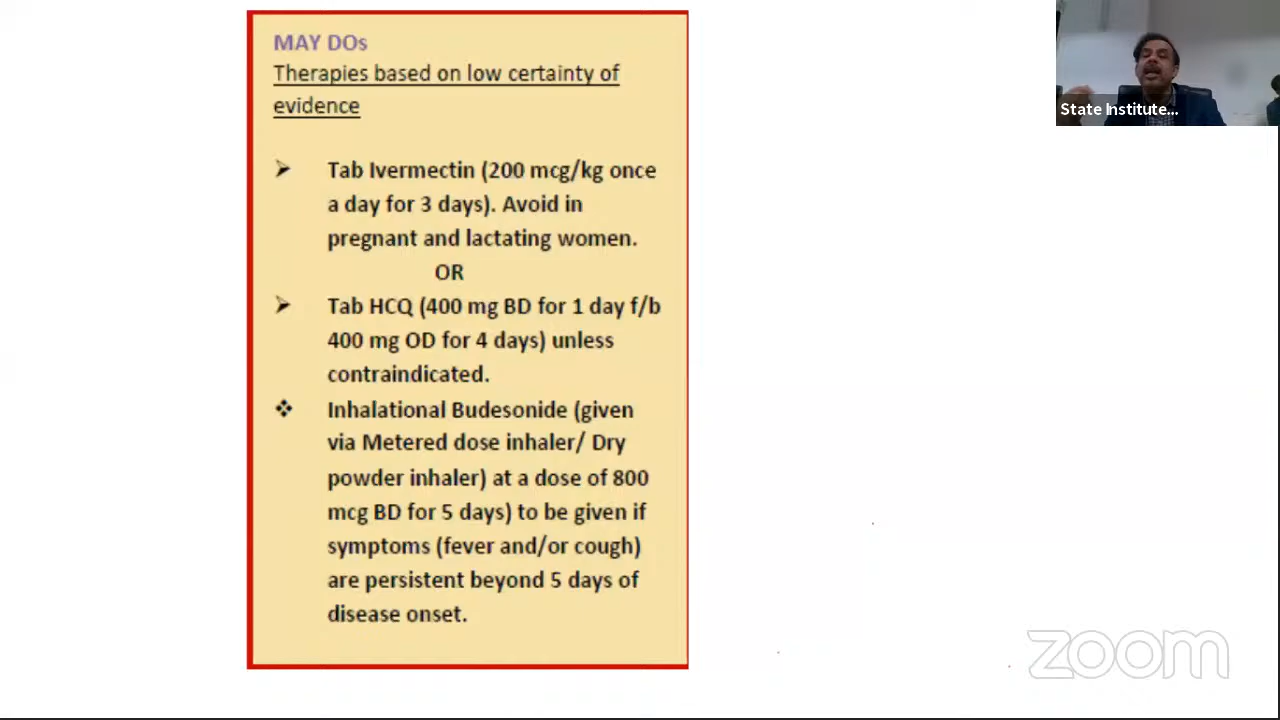 MAY DOs
Therapies based on low certainty of
evidence
➤ Tab Ivermectin (200 mcg/kg once
a day for 3 days). Avoid in
pregnant and lactating women.
OR
➤ Tab HCQ (400 mg BD for 1 day f/b
400 mg OD for 4 days) unless
contraindicated.
❖ Inhalational Budesonide (given
via Metered dose inhaler/ Dry
powder inhaler) at a dose of 800
mcg BD for 5 days) to be given if
symptoms (fever and/or cough)
are persistent beyond 5 days of
disease onset.
State Institute...
zoom